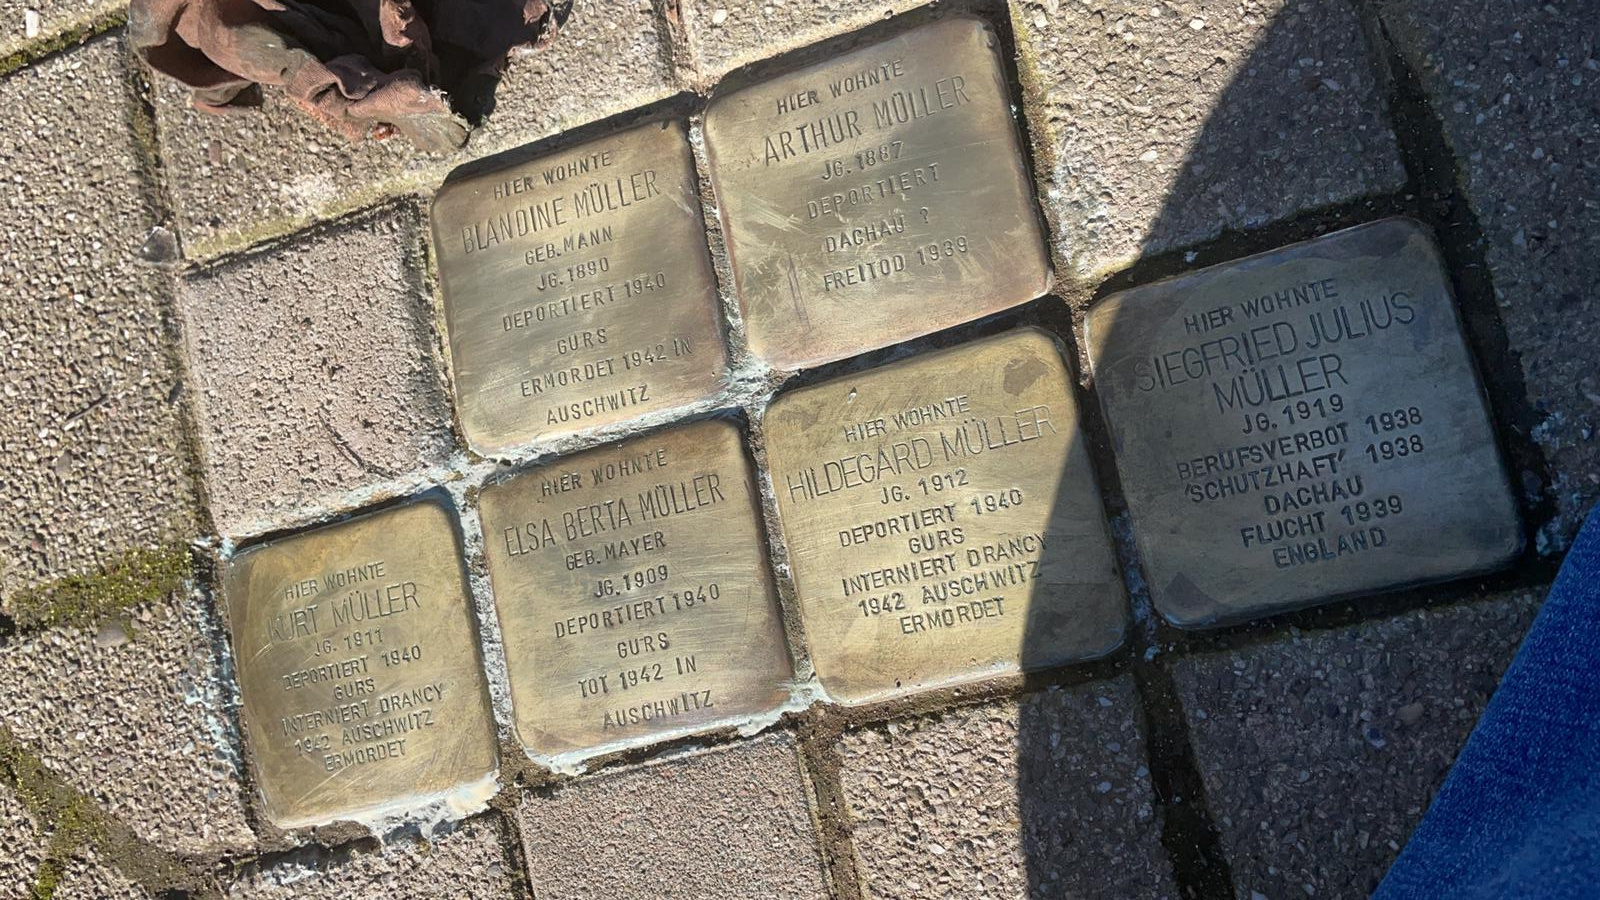 HIER WOHNTE
BLANDINE MÜLLER
GEB. MANN
JG. 1890
DEPORTIERT 1940
GURS
ERMORDET 1942 IN
AUSCHWITZ
HIER WOHNTE
ARTHUR MÜLLER
JG. 1887
DEPORTIERT
DACHAU ?
FREITOD 1939
HIER WOHNTE
KURT MÜLLER
JG. 1911
DEPORTIERT 1940
GURS
INTERNIERT DRANCY
1942 AUSCHWITZ
ERMORDET
HIER WOHNTE
ELSA BERTA MÜLLER
GEB. MAYER
JG. 1909
DEPORTIERT 1940
GURS
TOT 1942 IN
AUSCHWITZ
HIER WOHNTE
HILDEGARD MÜLLER
JG. 1912
DEPORTIERT 1940
GURS
INTERNIERT DRANCY
1942 AUSCHWITZ
ERMORDET
HIER WOHNTE
SIEGFRIED JULIUS
MÜLLER
JG. 1919
BERUFSVERBOT 1938
'SCHUTZHAFT' 1938
DACHAU
FLUCHT 1939
ENGLAND